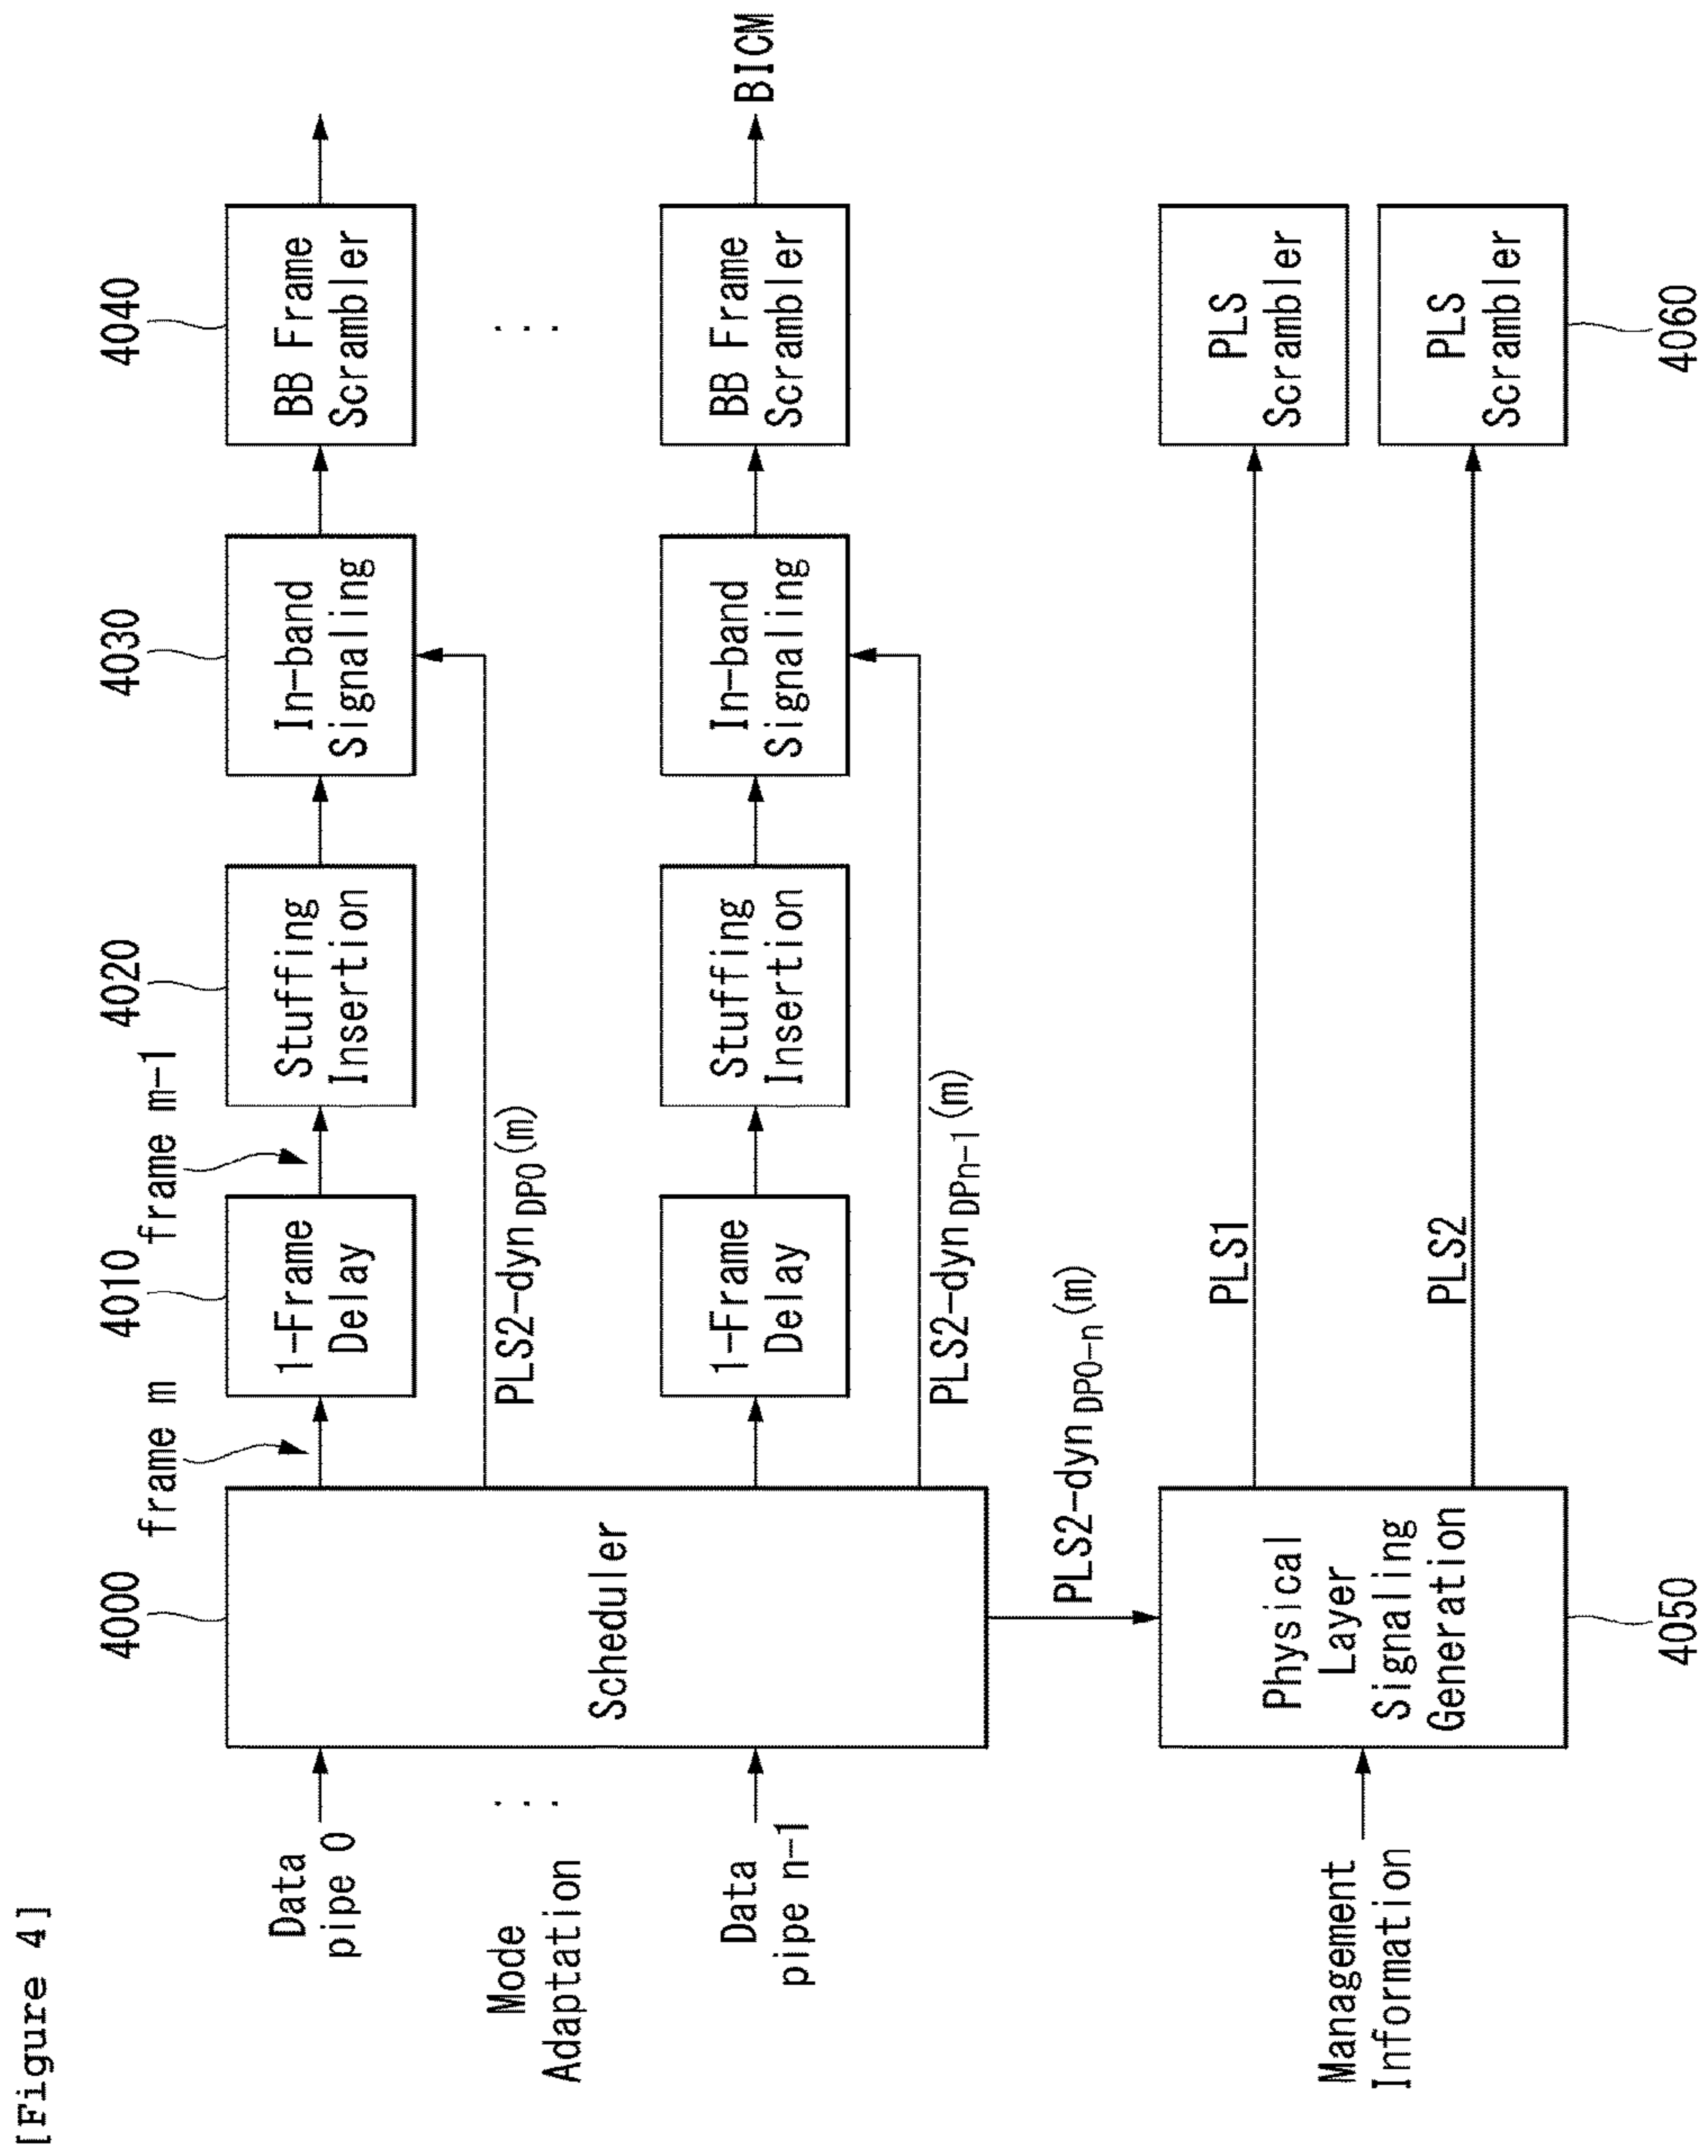 [Figure 4]
4000
4010
4020
4030
4040
frame m
frame m-1
Data
pipe 0
Scheduler
1-Frame
Delay
Stuffing
Insertion
In-band
Signaling
BB Frame
Scrambler
PLS2-dyn DP0(m)
Mode
Adaptation
...
...
Data
pipe n-1
1-Frame
Delay
Stuffing
Insertion
In-band
Signaling
BB Frame
Scrambler
BICM
PLS2-dyn DPn-1(m)
PLS2-dyn DP0-n(m)
Management
Information
Physical
Layer
Signaling
Generation
PLS1
PLS
Scrambler
PLS2
PLS
Scrambler
4050
4060